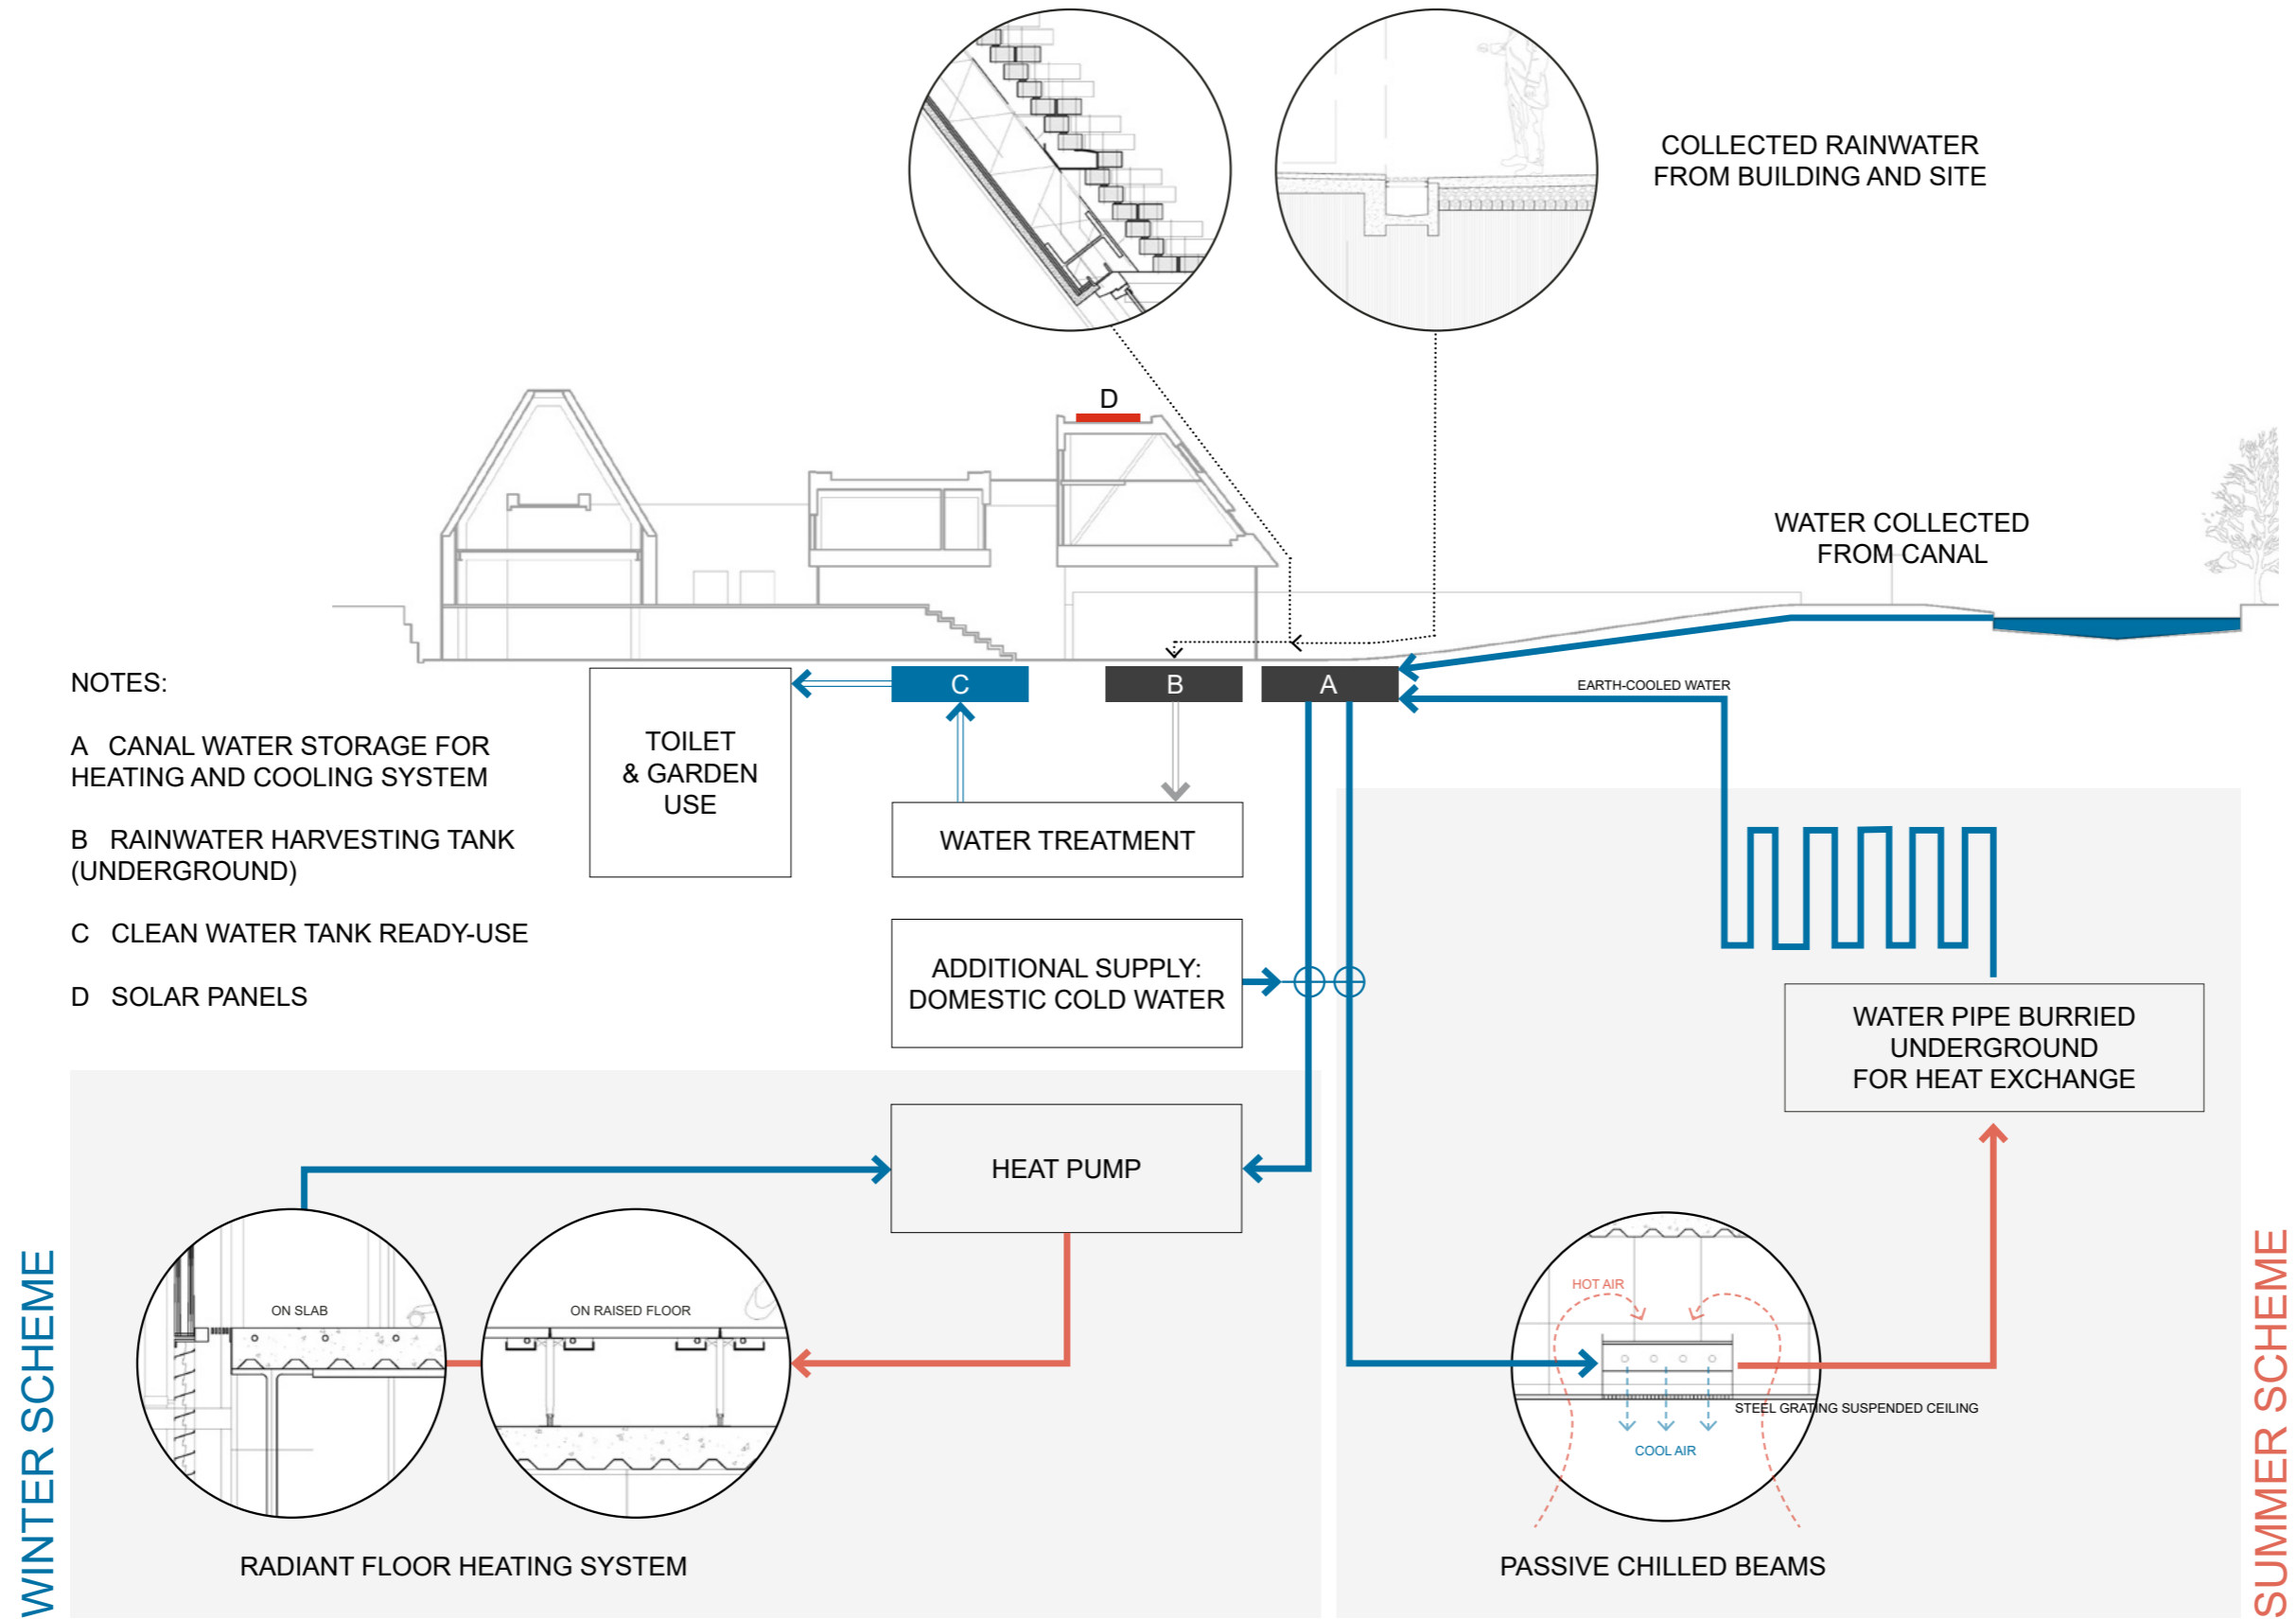 COLLECTED RAINWATER
FROM BUILDING AND SITE
D
WATER COLLECTED
FROM CANAL
C
B
A
EARTH-COOLED WATER
NOTES:
A CANAL WATER STORAGE FOR
HEATING AND COOLING SYSTEM
B RAINWATER HARVESTING TANK
(UNDERGROUND)
C CLEAN WATER TANK READY-USE
D SOLAR PANELS
TOILET
& GARDEN
USE
WATER TREATMENT
ADDITIONAL SUPPLY:
DOMESTIC COLD WATER
WATER PIPE BURRIED
UNDERGROUND
FOR HEAT EXCHANGE
HEAT PUMP
WINTER SCHEME
ON SLAB
ON RAISED FLOOR
RADIANT FLOOR HEATING SYSTEM
HOT AIR
STEEL GRATING SUSPENDED CEILING
COOL AIR
PASSIVE CHILLED BEAMS
SUMMER SCHEME